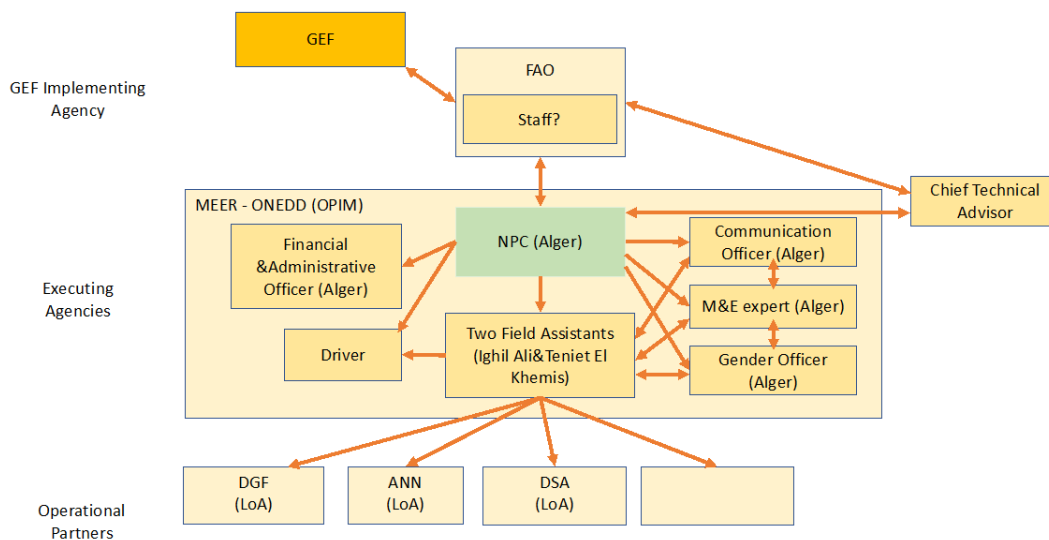 GEF
GEF Implementing
Agency
FAO
Staff?
Chief Technical
Advisor
MEER - ONEDD (OPIM)
NPC (Alger)
Financial
&Administrative
Officer (Alger)
Communication
Officer (Alger)
Executing
Agencies
M&E expert (Alger)
Driver
Two Field Assistants
(Ighil Ali&Teniet El
Khemis)
Gender Officer
(Alger)
Operational
Partners
DGF
(LoA)
ANN
(LoA)
DSA
(LoA)